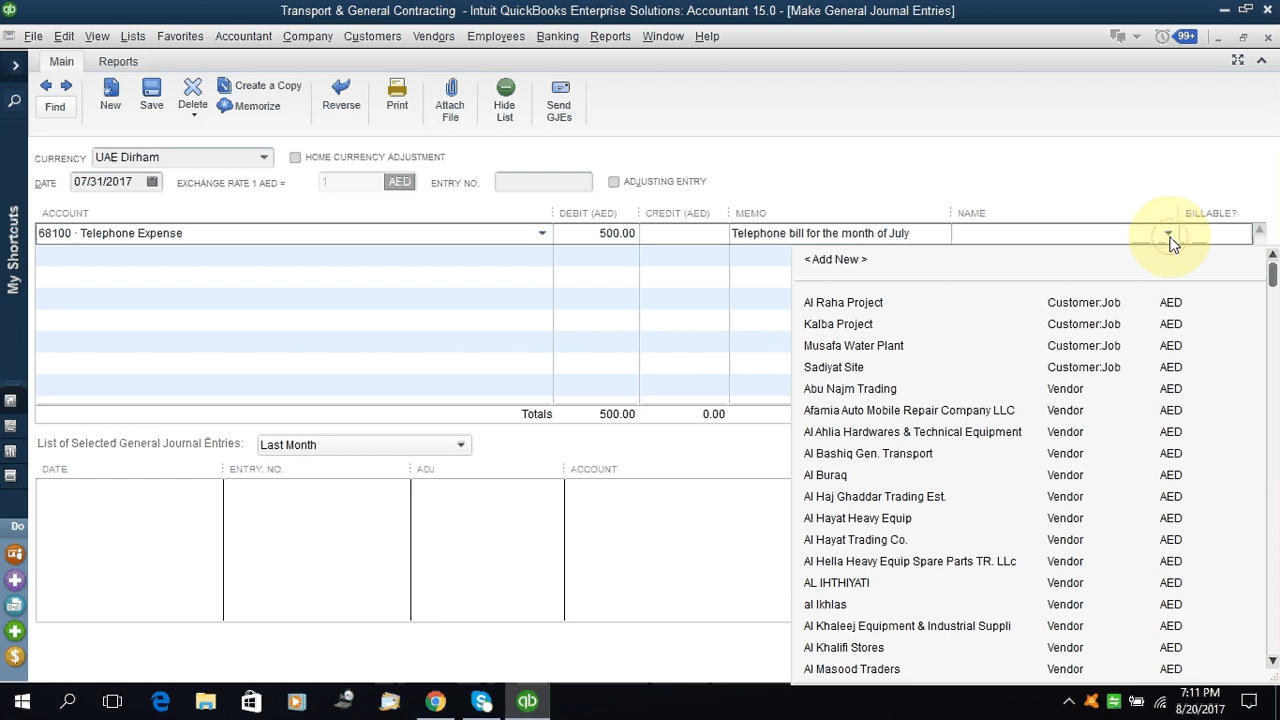 Transport & General Contracting - Intuit QuickBooks Enterprise Solutions: Accountant 15.0 - [Make General Journal Entries]
File Edit View Lists Favorites Accountant Company Customers Vendors Employees Banking Reports Window Help 99+
Main Reports
Find New Save Delete Create a Copy Memorize Reverse Print Attach File Hide List Send GJEs
CURRENCY UAE Dirham HOME CURRENCY ADJUSTMENT
DATE 07/31/2017 EXCHANGE RATE 1 AED = 1 AED ENTRY NO. ADJUSTING ENTRY
ACCOUNT DEBIT (AED) CREDIT (AED) MEMO NAME BILLABLE?
68100 · Telephone Expense 500.00 Telephone bill for the month of July
< Add New >
Al Raha Project Customer:Job AED
Kalba Project Customer:Job AED
Musafa Water Plant Customer:Job AED
Sadiyat Site Customer:Job AED
Abu Najm Trading Vendor AED
Afamia Auto Mobile Repair Company LLC Vendor AED
Al Ahlia Hardwares & Technical Equipment Vendor AED
Al Bashiq Gen. Transport Vendor AED
Al Buraq Vendor AED
Al Haj Ghaddar Trading Est. Vendor AED
Al Hayat Heavy Equip Vendor AED
Al Hayat Trading Co. Vendor AED
Al Hella Heavy Equip Spare Parts TR. LLc Vendor AED
AL IHTHIYATI Vendor AED
al Ikhlas Vendor AED
Al Khaleej Equipment & Industrial Suppli Vendor AED
Al Khalifi Stores Vendor AED
Al Masood Traders Vendor AED
Totals 500.00 0.00
List of Selected General Journal Entries: Last Month
DATE ENTRY. NO. ADJ ACCOUNT
My Shortcuts
Do
qb
7:11 PM
8/20/2017